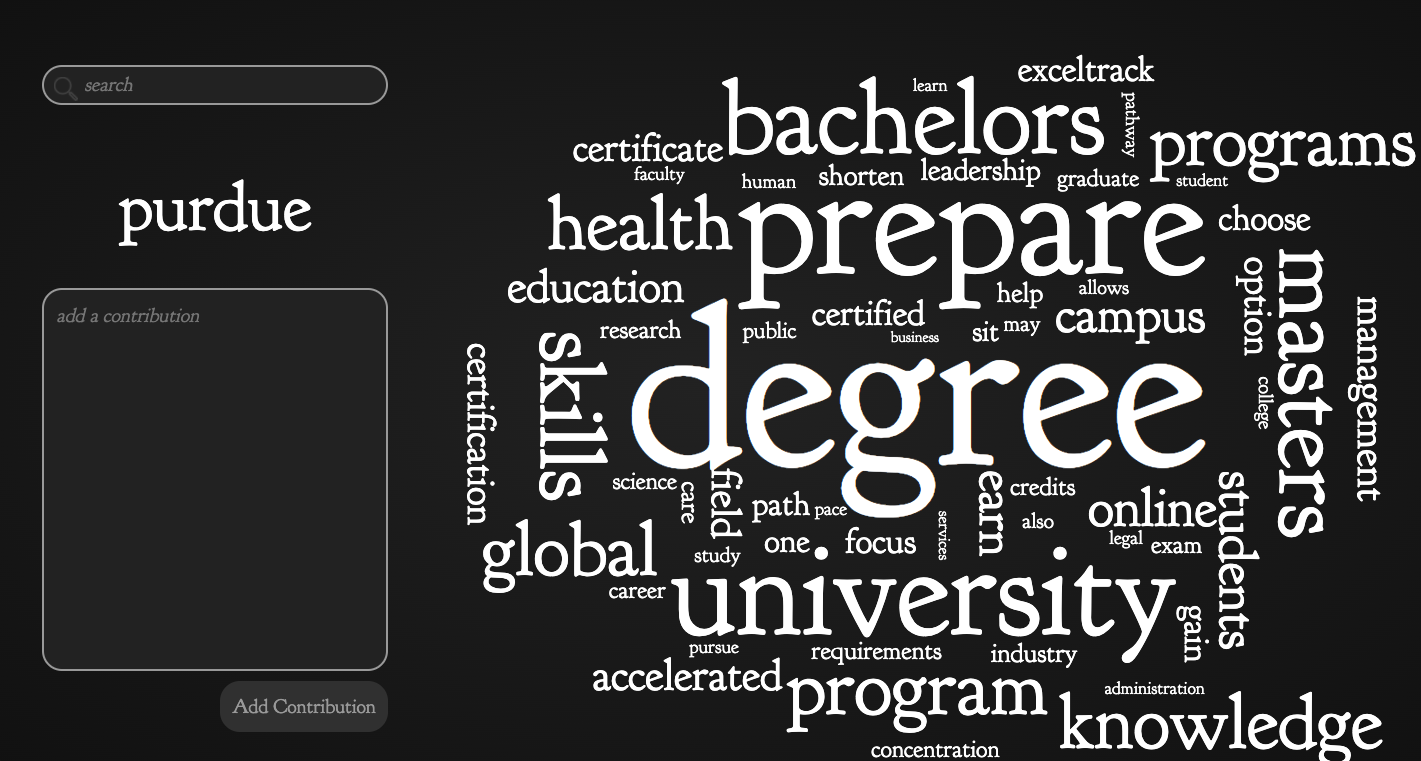 search
purdue
add a contribution
Add Contribution
exceltrack
learn
bachelors
pathway
programs
certificate
faculty
human
shorten
leadership
graduate
student
health
prepare
choose
education
help
allows
option
masters
management
research
public
certified
business
sit
may
campus
certification
skills
degree
college
science
care
field
path
pace
services
earn
credits
also
online
legal
exam
students
global
study
one
focus
career
university
gain
pursue
requirements
industry
accelerated
program
administration
knowledge
concentration